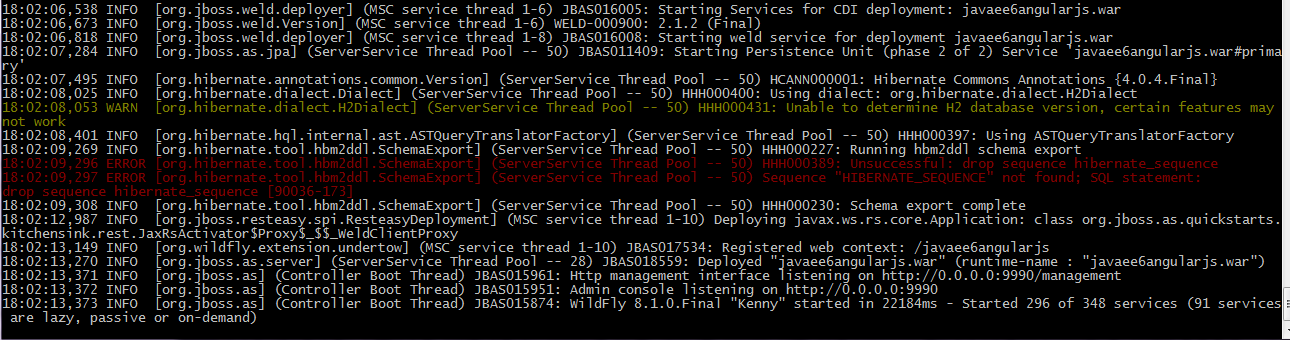 18:02:06,538 INFO  [org.jboss.weld.deployer] (MSC service thread 1-6) JBAS016005: Starting Services for CDI deployment: javaee6angularjs.war
18:02:06,673 INFO  [org.jboss.weld.Version] (MSC service thread 1-6) WELD-000900: 2.1.2 (Final)
18:02:06,818 INFO  [org.jboss.weld.deployer] (MSC service thread 1-8) JBAS016008: Starting weld service for deployment javaee6angularjs.war
18:02:07,284 INFO  [org.jboss.as.jpa] (ServerService Thread Pool -- 50) JBAS011409: Starting Persistence Unit (phase 2 of 2) Service 'javaee6angularjs.war#prima
ry'
18:02:07,495 INFO  [org.hibernate.annotations.common.Version] (ServerService Thread Pool -- 50) HCANN000001: Hibernate Commons Annotations {4.0.4.Final}
18:02:08,025 INFO  [org.hibernate.dialect.Dialect] (ServerService Thread Pool -- 50) HHH000400: Using dialect: org.hibernate.dialect.H2Dialect
18:02:08,053 WARN  [org.hibernate.dialect.H2Dialect] (ServerService Thread Pool -- 50) HHH000431: Unable to determine H2 database version, certain features may
not work
18:02:08,401 INFO  [org.hibernate.hql.internal.ast.ASTQueryTranslatorFactory] (ServerService Thread Pool -- 50) HHH000397: Using ASTQueryTranslatorFactory
18:02:09,269 INFO  [org.hibernate.tool.hbm2ddl.SchemaExport] (ServerService Thread Pool -- 50) HHH000227: Running hbm2ddl schema export
18:02:09,296 ERROR [org.hibernate.tool.hbm2ddl.SchemaExport] (ServerService Thread Pool -- 50) HHH000389: Unsuccessful: drop sequence hibernate_sequence
18:02:09,297 ERROR [org.hibernate.tool.hbm2ddl.SchemaExport] (ServerService Thread Pool -- 50) Sequence "HIBERNATE_SEQUENCE" not found; SQL statement:
drop sequence hibernate_sequence [90036-173]
18:02:09,308 INFO  [org.hibernate.tool.hbm2ddl.SchemaExport] (ServerService Thread Pool -- 50) HHH000230: Schema export complete
18:02:12,987 INFO  [org.jboss.resteasy.spi.ResteasyDeployment] (MSC service thread 1-10) Deploying javax.ws.rs.core.Application: class org.jboss.as.quickstarts.
kitchensink.rest.JaxRsActivator$Proxy$_$$_WeldClientProxy
18:02:13,149 INFO  [org.wildfly.extension.undertow] (MSC service thread 1-10) JBAS017534: Registered web context: /javaee6angularjs
18:02:13,270 INFO  [org.jboss.as.server] (ServerService Thread Pool -- 28) JBAS018559: Deployed "javaee6angularjs.war" (runtime-name : "javaee6angularjs.war")
18:02:13,371 INFO  [org.jboss.as] (Controller Boot Thread) JBAS015961: Http management interface listening on http://0.0.0.0:9990/management
18:02:13,372 INFO  [org.jboss.as] (Controller Boot Thread) JBAS015951: Admin console listening on http://0.0.0.0:9990
18:02:13,373 INFO  [org.jboss.as] (Controller Boot Thread) JBAS015874: WildFly 8.1.0.Final "Kenny" started in 22184ms - Started 296 of 348 services (91 services
 are lazy, passive or on-demand)